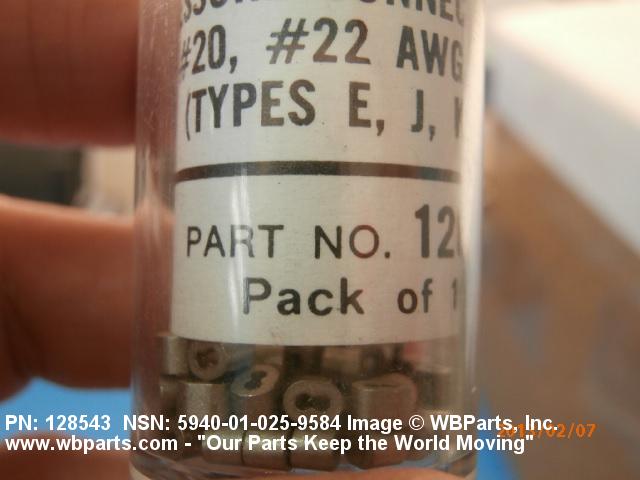 #20, #22 AWG
(TYPES E, J,
PART NO. 12
Pack of 1
PN: 128543 NSN: 5940-01-025-9584 Image © WBParts, Inc.
www.wbparts.com - "Our Parts Keep the World Moving"